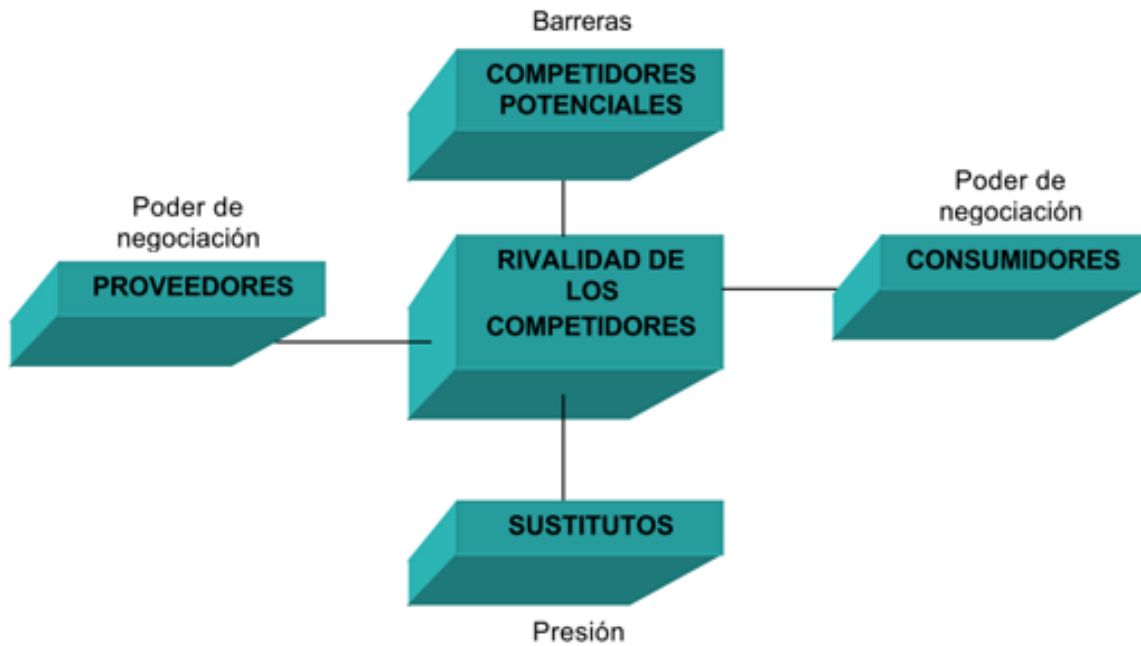 Barreras
COMPETIDORES
POTENCIALES
Poder de
negociación
PROVEEDORES
RIVALIDAD DE
LOS
COMPETIDORES
Poder de
negociación
CONSUMIDORES
SUSTITUTOS
Presión